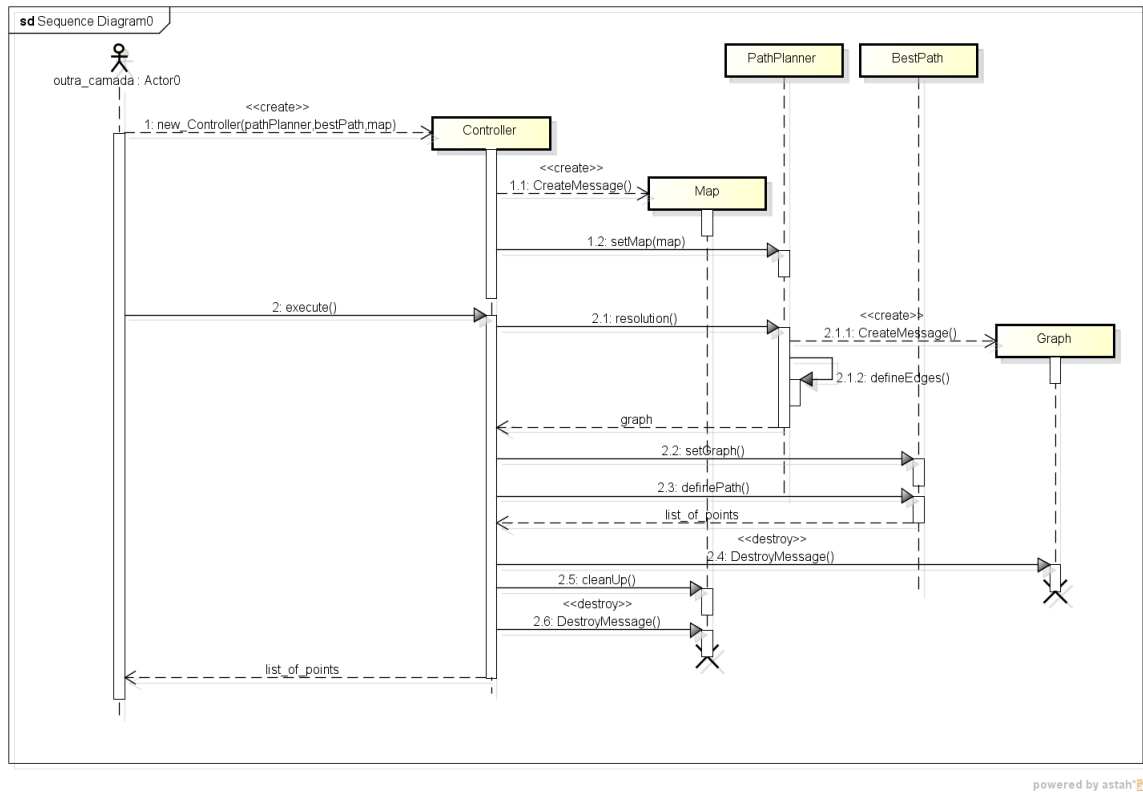 sd Sequence Diagram0
outra_camada : Actor0
PathPlanner
BestPath
<<create>>
1: new_Controller(pathPlanner,bestPath,map)
Controller
<<create>>
1.1: CreateMessage()
Map
1.2: setMap(map)
2: execute()
2.1: resolution()
<<create>>
2.1.1: CreateMessage()
Graph
2.1.2: defineEdges()
graph
2.2: setGraph()
2.3: definePath()
list_of_points
<<destroy>>
2.4: DestroyMessage()
2.5: cleanUp()
<<destroy>>
2.6: DestroyMessage()
list_of_points
powered by astah*